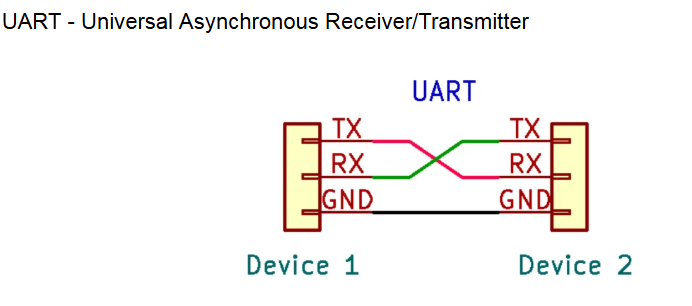 UART - Universal Asynchronous Receiver/Transmitter
UART
TX TX
RX RX
GND GND
Device 1 Device 2